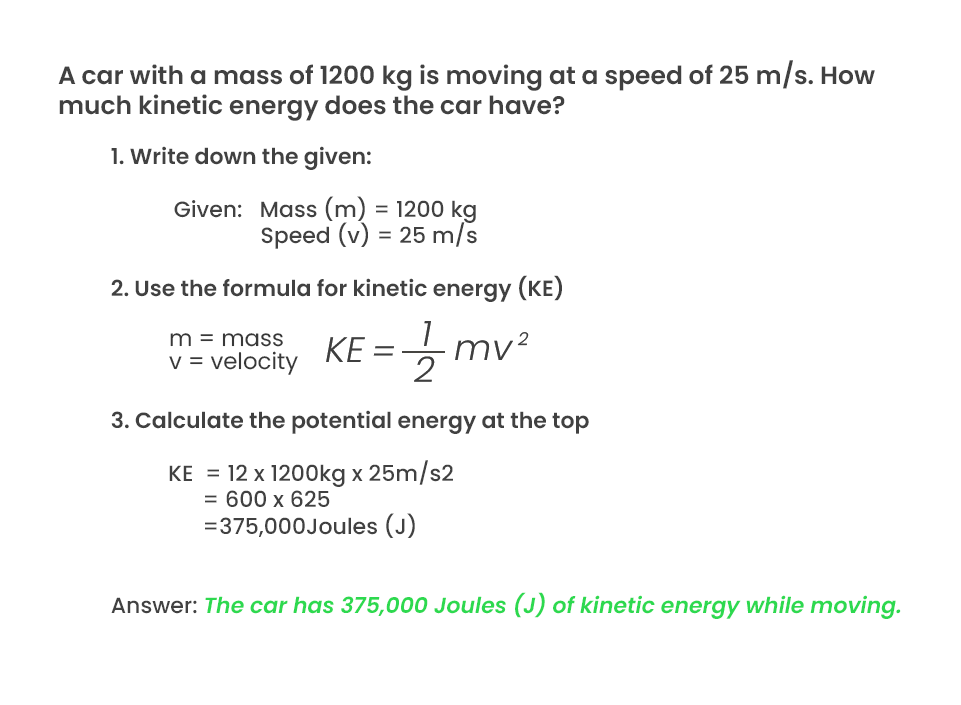 A car with a mass of 1200 kg is moving at a speed of 25 m/s. How
much kinetic energy does the car have?
1. Write down the given:
Given: Mass (m) = 1200 kg
Speed (v) = 25 m/s
2. Use the formula for kinetic energy (KE)
m = mass
v = velocity
KE = 1/2 mv²
3. Calculate the potential energy at the top
KE = 12 x 1200kg x 25m/s2
= 600 x 625
=375,000Joules (J)
Answer: The car has 375,000 Joules (J) of kinetic energy while moving.